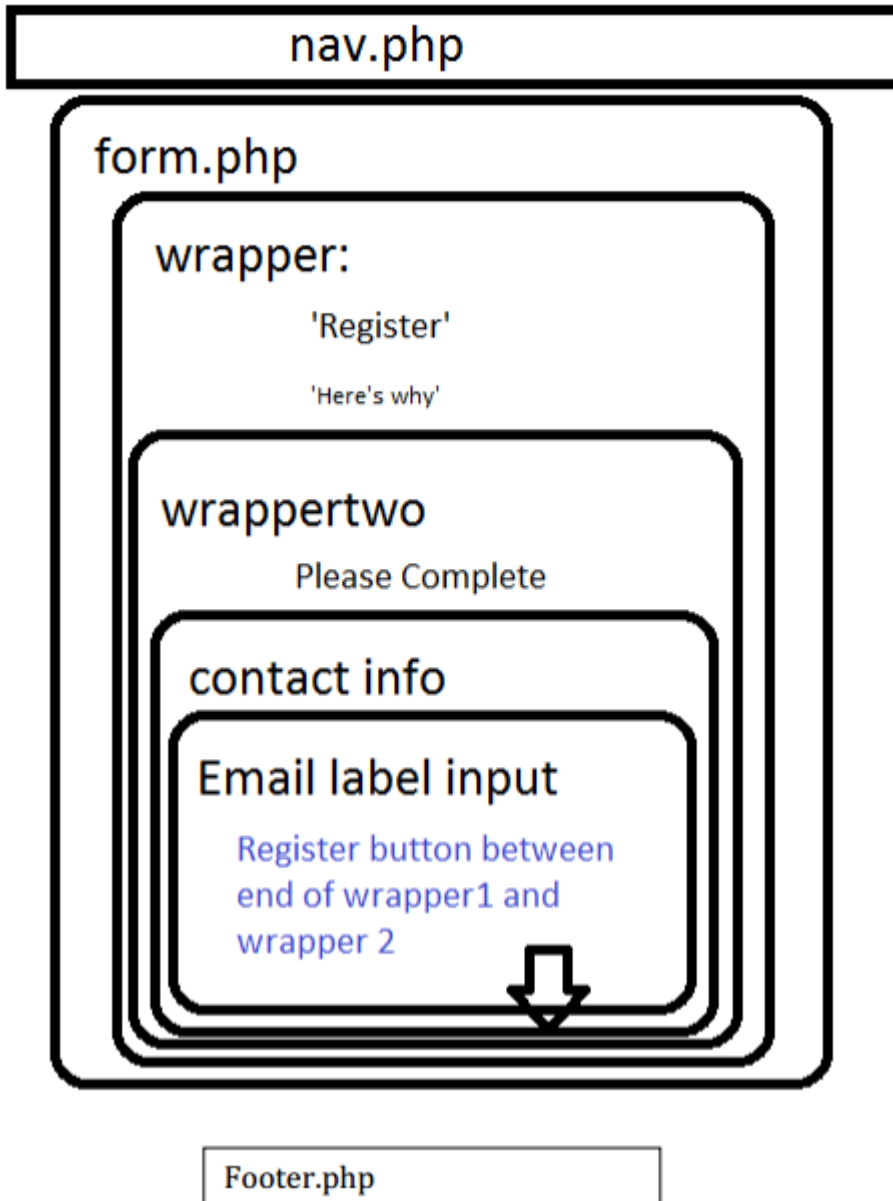 nav.php
form.php
wrapper:
'Register'
'Here's why'
wrappertwo
Please Complete
contact info
Email label input
Register button between
end of wrapper1 and
wrapper 2
Footer.php